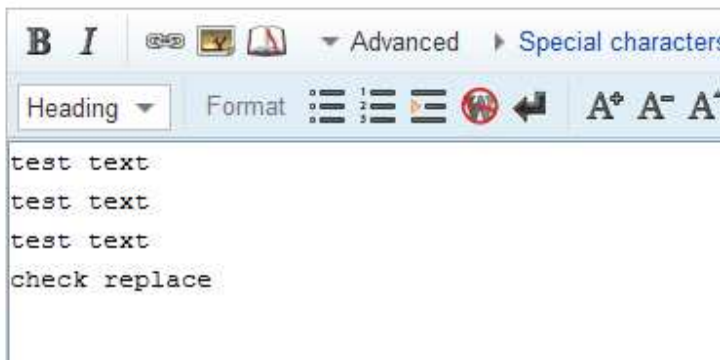 B I Advanced Special characters
Heading Format A+ A- A
test text
test text
test text
check replace